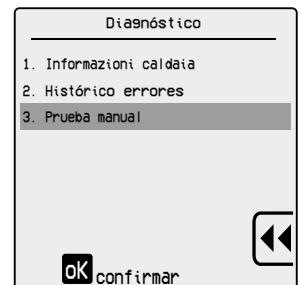 Diagnóstico
1. Informazioni caldaia
2. Histórico errores
3. Prueba manual
oK confirmar